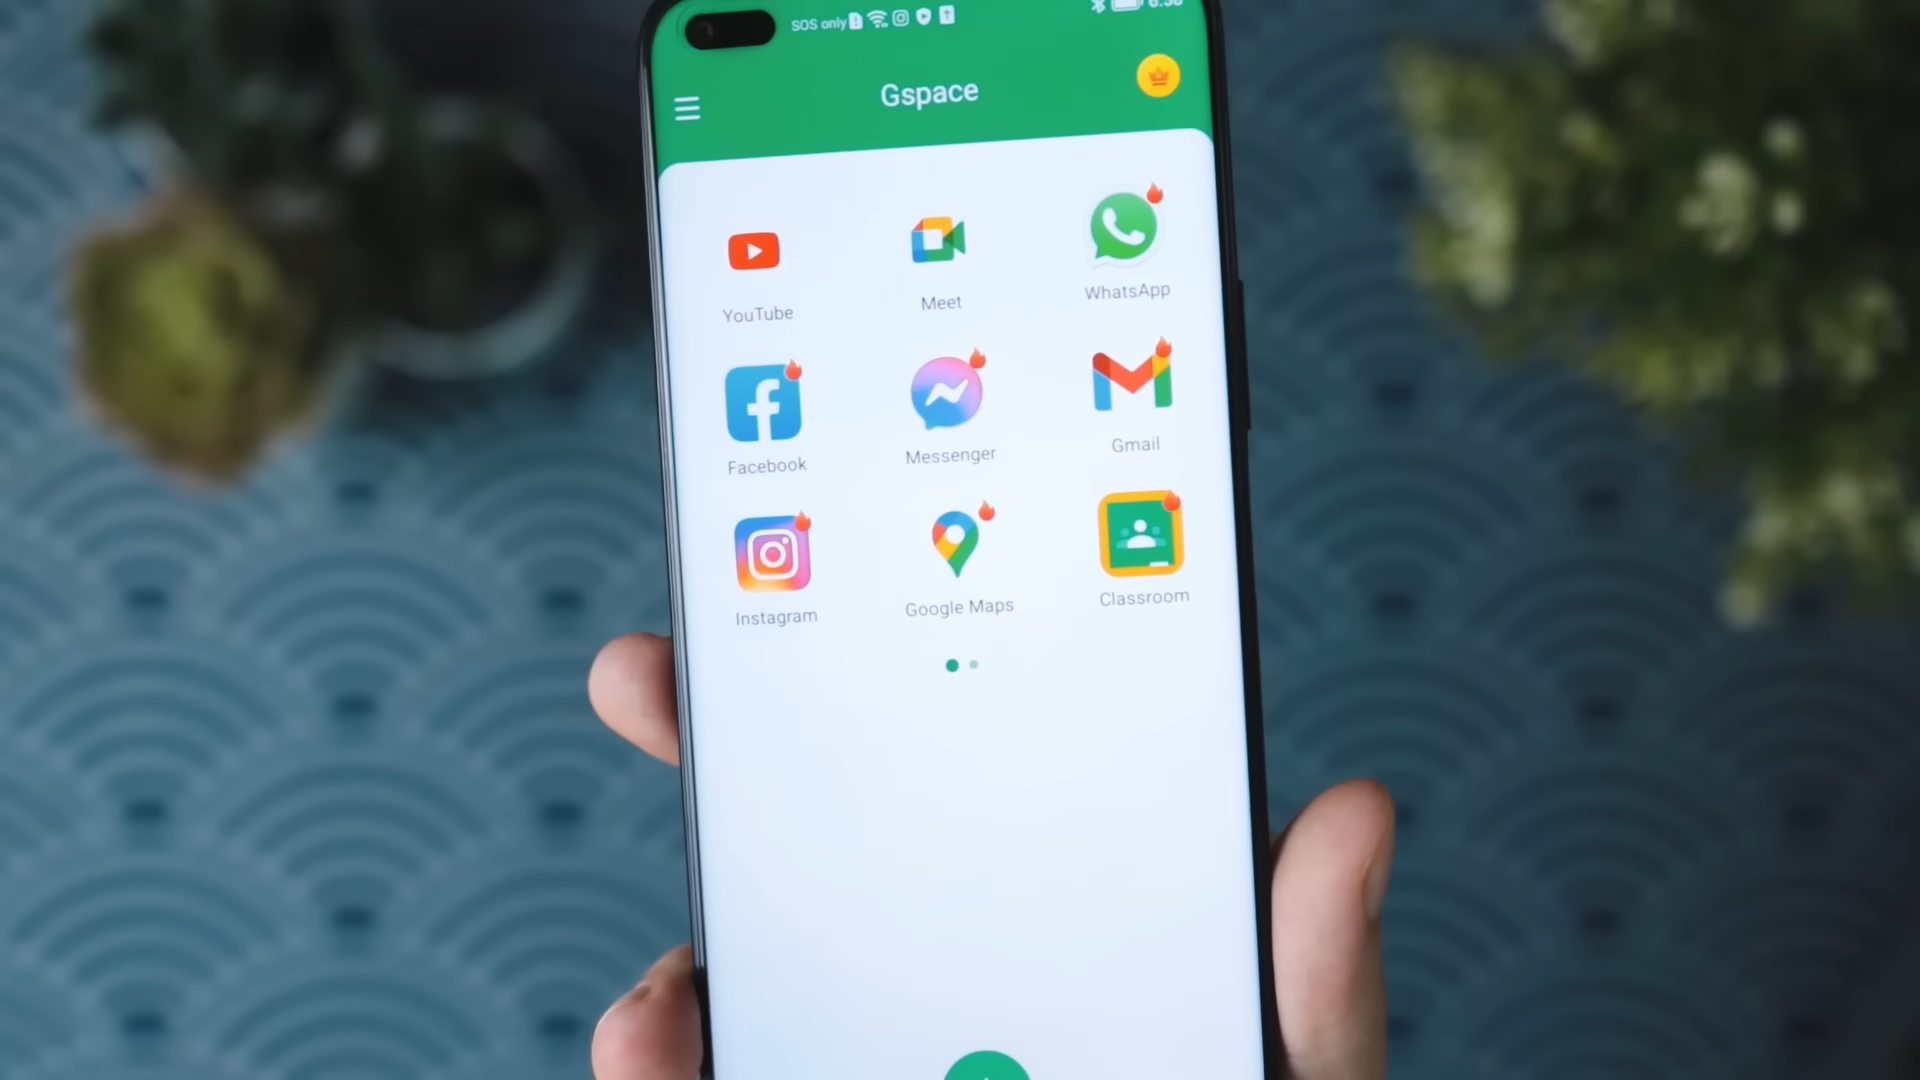 SOS only
Gspace
YouTube
Meet
WhatsApp
Facebook
Messenger
Gmail
Instagram
Google Maps
Classroom